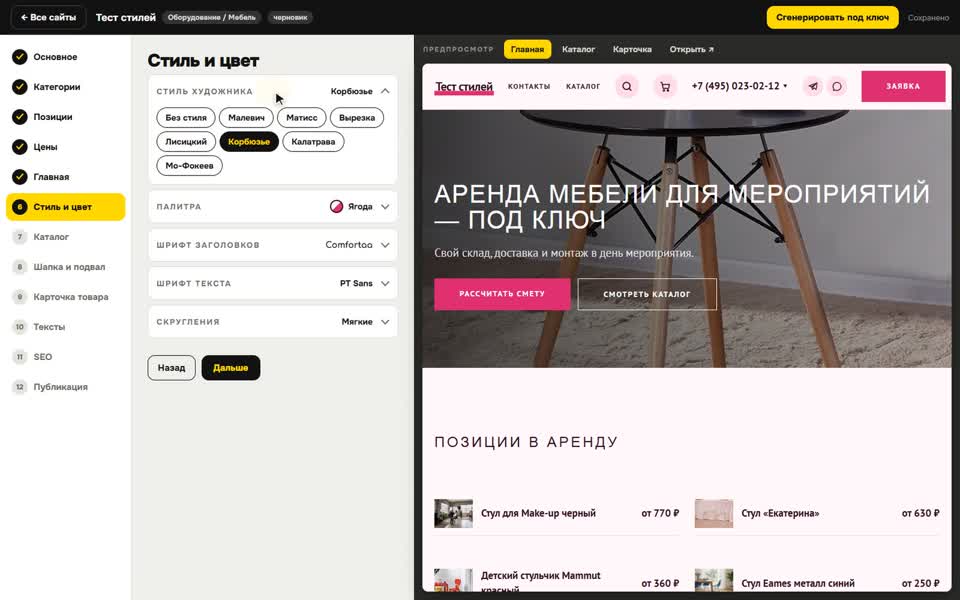 ← Все сайты
Тест стилей
Оборудование / Мебель
черновик
Сгенерировать под ключ
Сохранено
Основное
Категории
Позиции
Цены
Главная
6 Стиль и цвет
7 Каталог
8 Шапка и подвал
9 Карточка товара
10 Тексты
11 SEO
12 Публикация
Стиль и цвет
СТИЛЬ ХУДОЖНИКА Корбюзье
Без стиля Малевич Матисс Вырезка
Лисицкий Корбюзье Калатрава
Мо-Фокеев
ПАЛИТРА Ягода
ШРИФТ ЗАГОЛОВКОВ Comfortaa
ШРИФТ ТЕКСТА PT Sans
СКРУГЛЕНИЯ Мягкие
Назад Дальше
ПРЕДПРОСМОТР Главная Каталог Карточка Открыть ↗
Тест стилей КОНТАКТЫ КАТАЛОГ +7 (495) 023-02-12 ▾ ЗАЯВКА
АРЕНДА МЕБЕЛИ ДЛЯ МЕРОПРИЯТИЙ
— ПОД КЛЮЧ
Свой склад, доставка и монтаж в день мероприятия.
РАССЧИТАТЬ СМЕТУ СМОТРЕТЬ КАТАЛОГ
ПОЗИЦИИ В АРЕНДУ
Стул для Make-up черный от 770 ₽
Стул «Екатерина» от 630 ₽
Детский стульчик Mammut
красный от 360 ₽
Стул Eames металл синий от 250 ₽